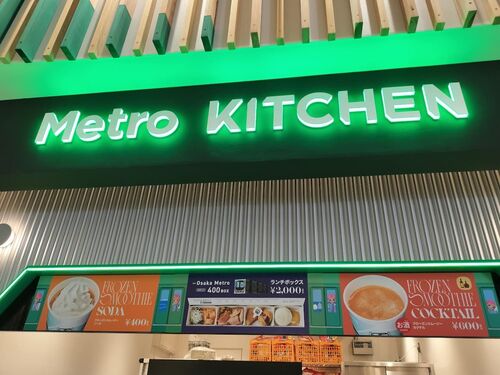 Metro KITCHEN
FROZEN
SMOOTHIE
SODA
¥400
Osaka Metro
400
ランチボックス
¥2,000
FROZEN
SMOOTHIE
COCKTAIL
お酒
¥600